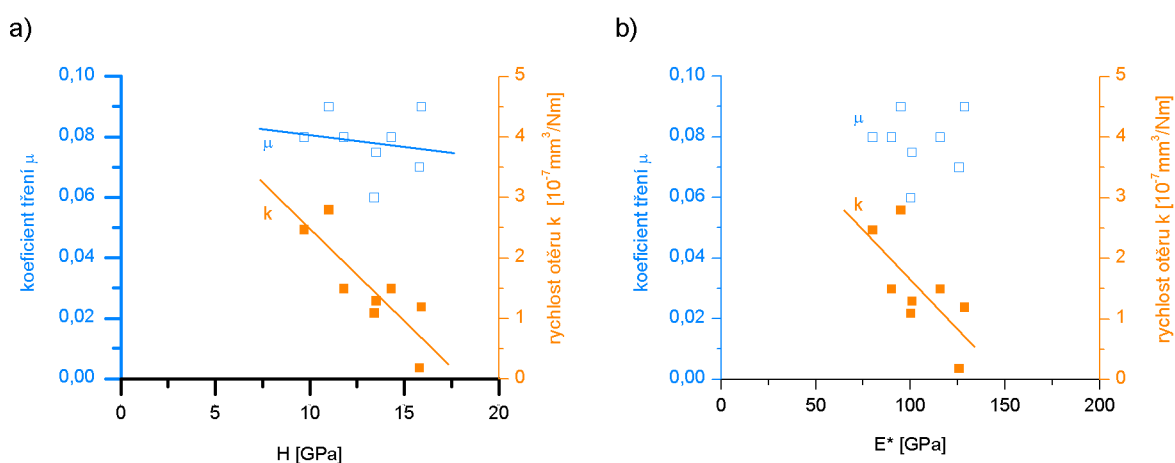 a)
koeficient tření μ
0,10
0,08
0,06
0,04
0,02
0,00
μ
k
5
4
3
2
1
0
rychlost otěru k [10⁻⁷mm³/Nm]
0 5 10 15 20
H [GPa]
b)
koeficient tření μ
0,10
0,08
0,06
0,04
0,02
0,00
μ
k
5
4
3
2
1
0
rychlost otěru k [10⁻⁷mm³/Nm]
0 50 100 150 200
E* [GPa]